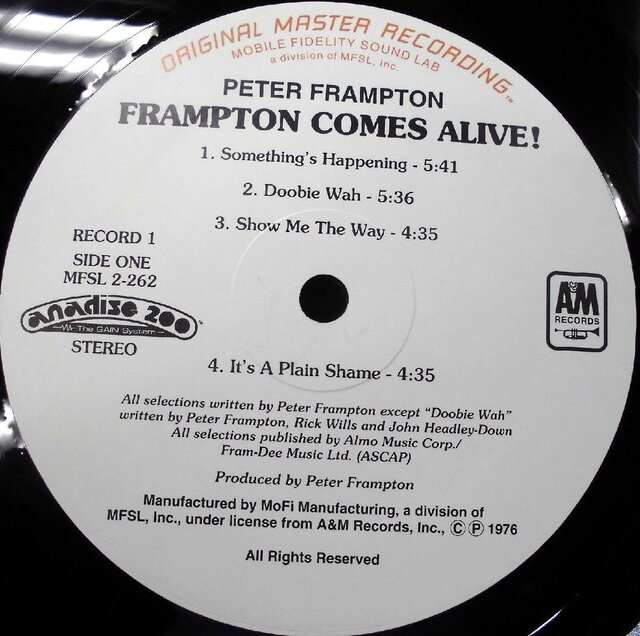 ORIGINAL MASTER RECORDING™
MOBILE FIDELITY SOUND LAB
a division of MFSL, inc.
PETER FRAMPTON
FRAMPTON COMES ALIVE!
1. Something's Happening - 5:41
2. Doobie Wah - 5:36
3. Show Me The Way - 4:35
RECORD 1
SIDE ONE
MFSL 2-262
anadisc 200™
The GAIN System™
STEREO
A&M
RECORDS
4. It's A Plain Shame - 4:35
All selections written by Peter Frampton except "Doobie Wah"
written by Peter Frampton, Rick Wills and John Headley-Down
All selections published by Almo Music Corp./
Fram-Dee Music Ltd. (ASCAP)
Produced by Peter Frampton
Manufactured by MoFi Manufacturing, a division of
MFSL, Inc., under license from A&M Records, Inc., Ⓒ Ⓟ 1976
All Rights Reserved